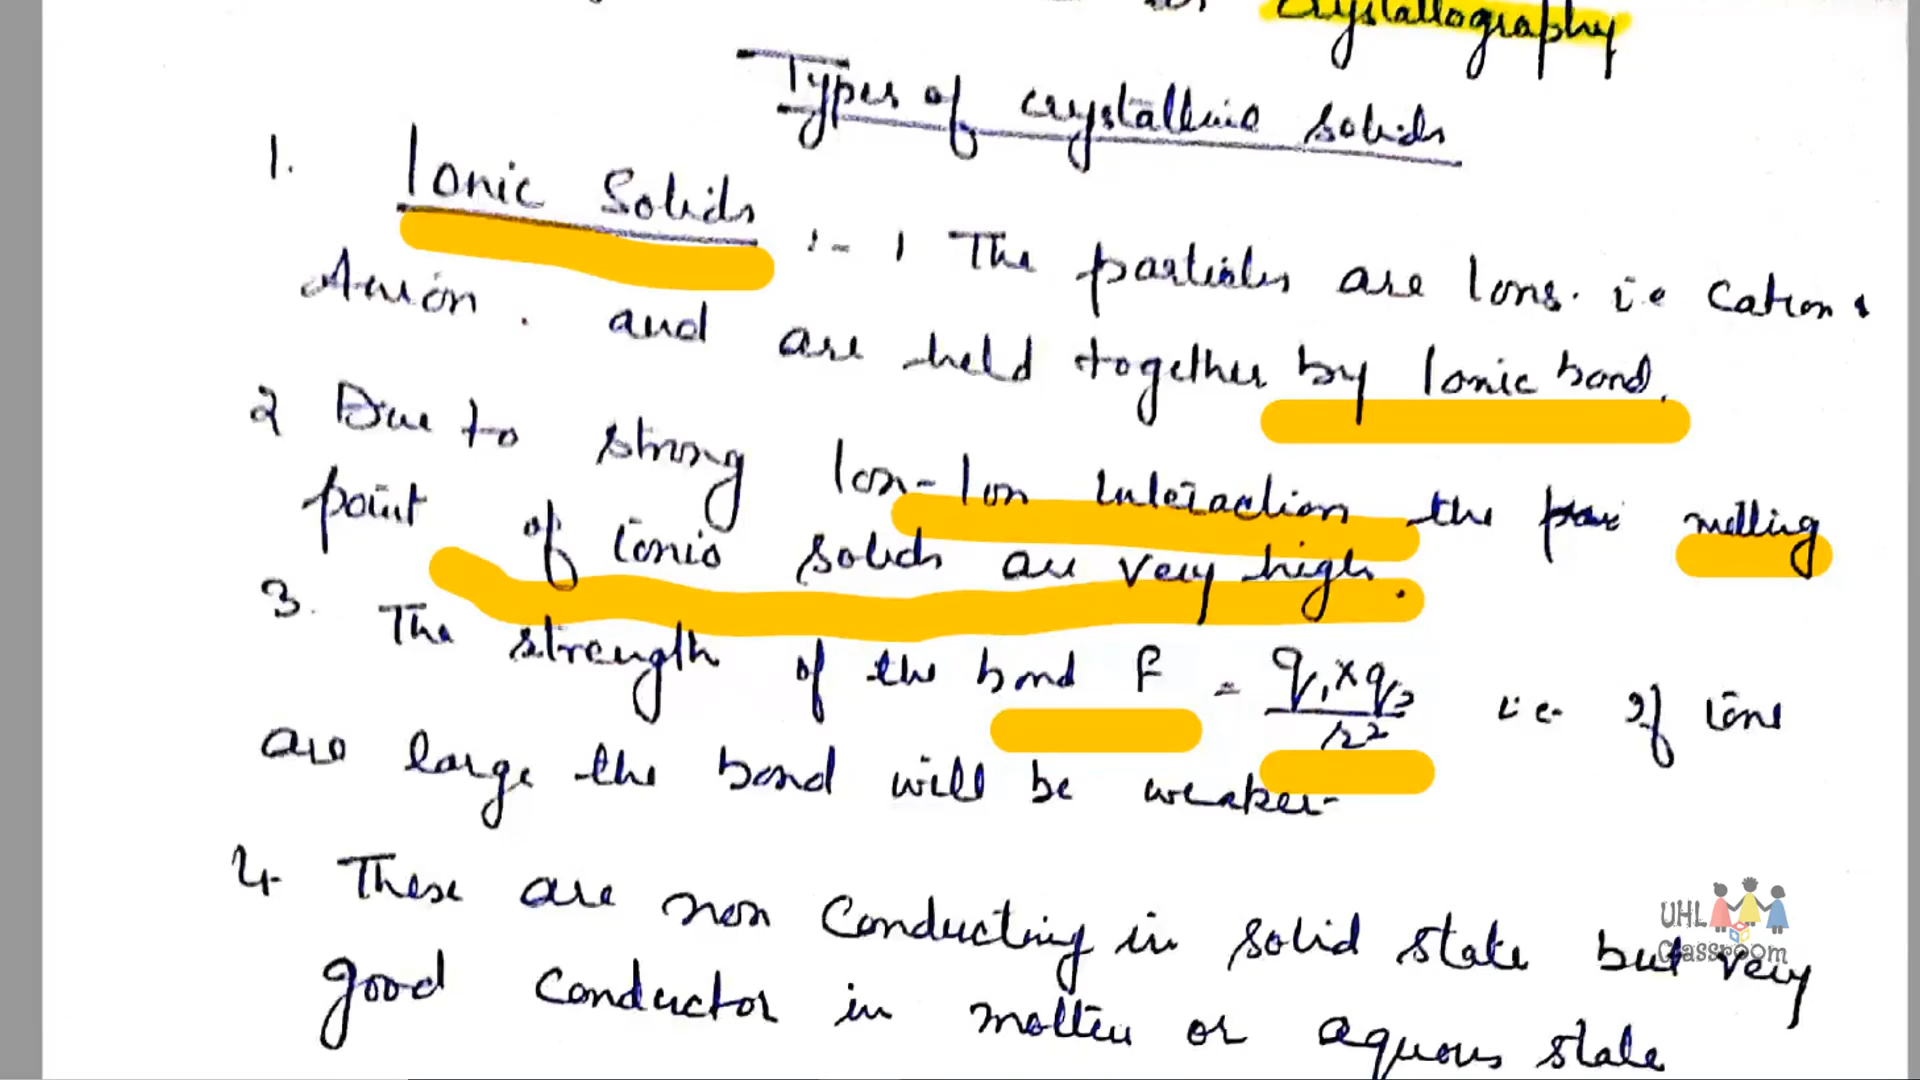 Crystallography
Types of crystalline solids
1. Ionic Solids :- 1 The particles are Ions. i.e Cation &
Anion. and are held together by Ionic bond.
2 Due to strong Ion-Ion interaction the melting
point of ionic solids are very high.
3. The strength of the bond F = q1 x q2 / r² i.e. If ions
are large the bond will be weaker.
4. These are non conducting in solid state but very
good conductor in molten or aquous state
UHL
Classroom